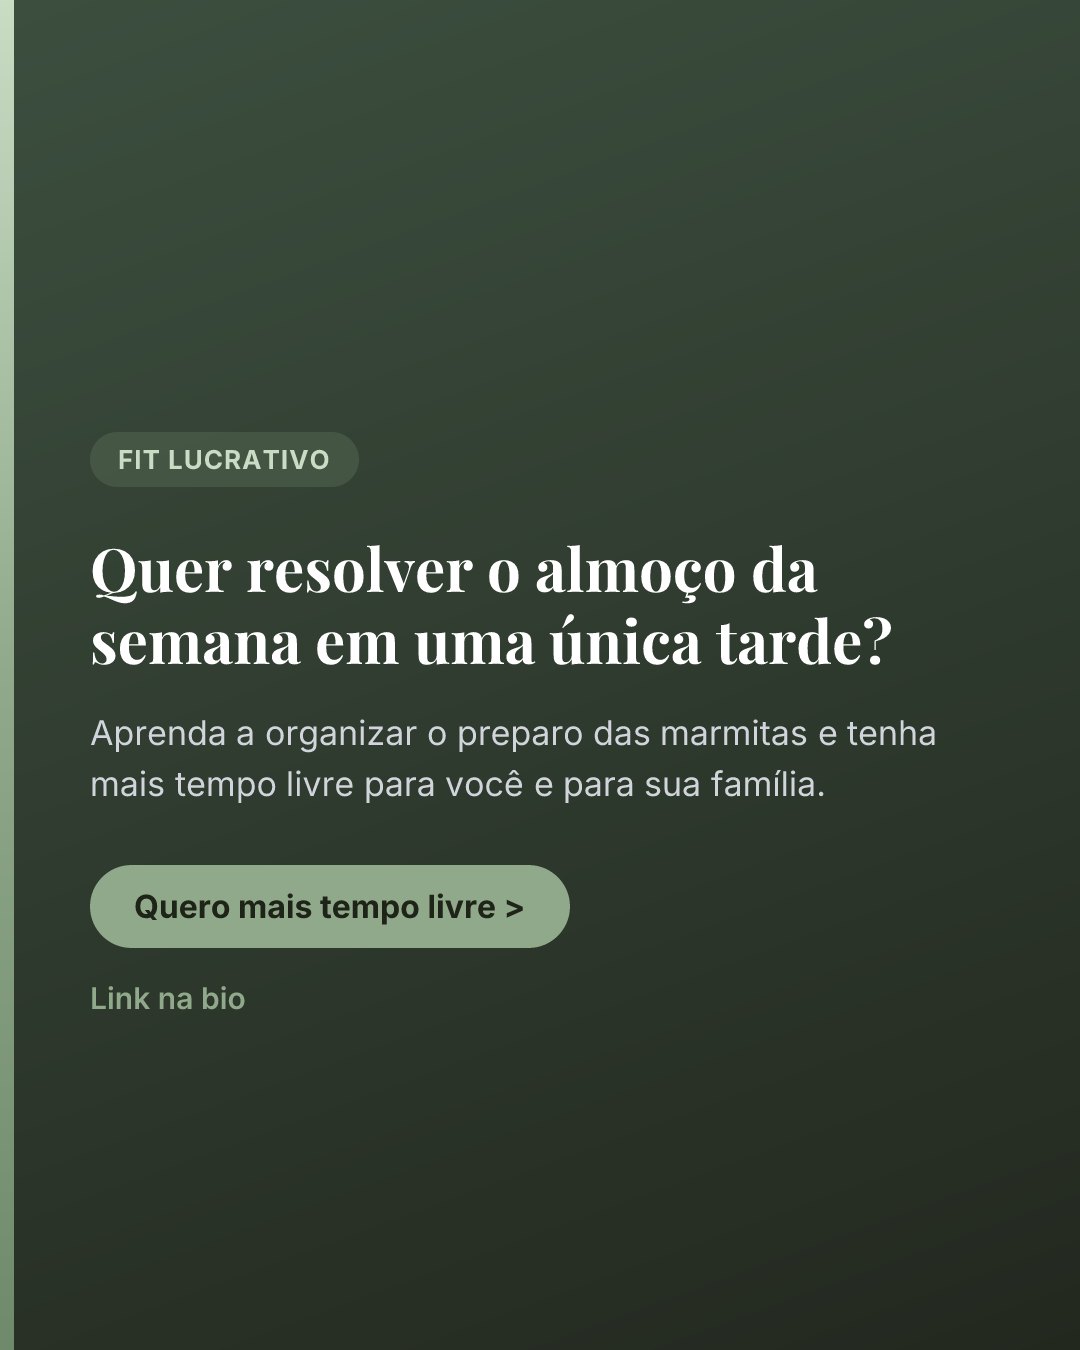 FIT LUCRATIVO
Quer resolver o almoço da
semana em uma única tarde?
Aprenda a organizar o preparo das marmitas e tenha
mais tempo livre para você e para sua família.
Quero mais tempo livre >
Link na bio